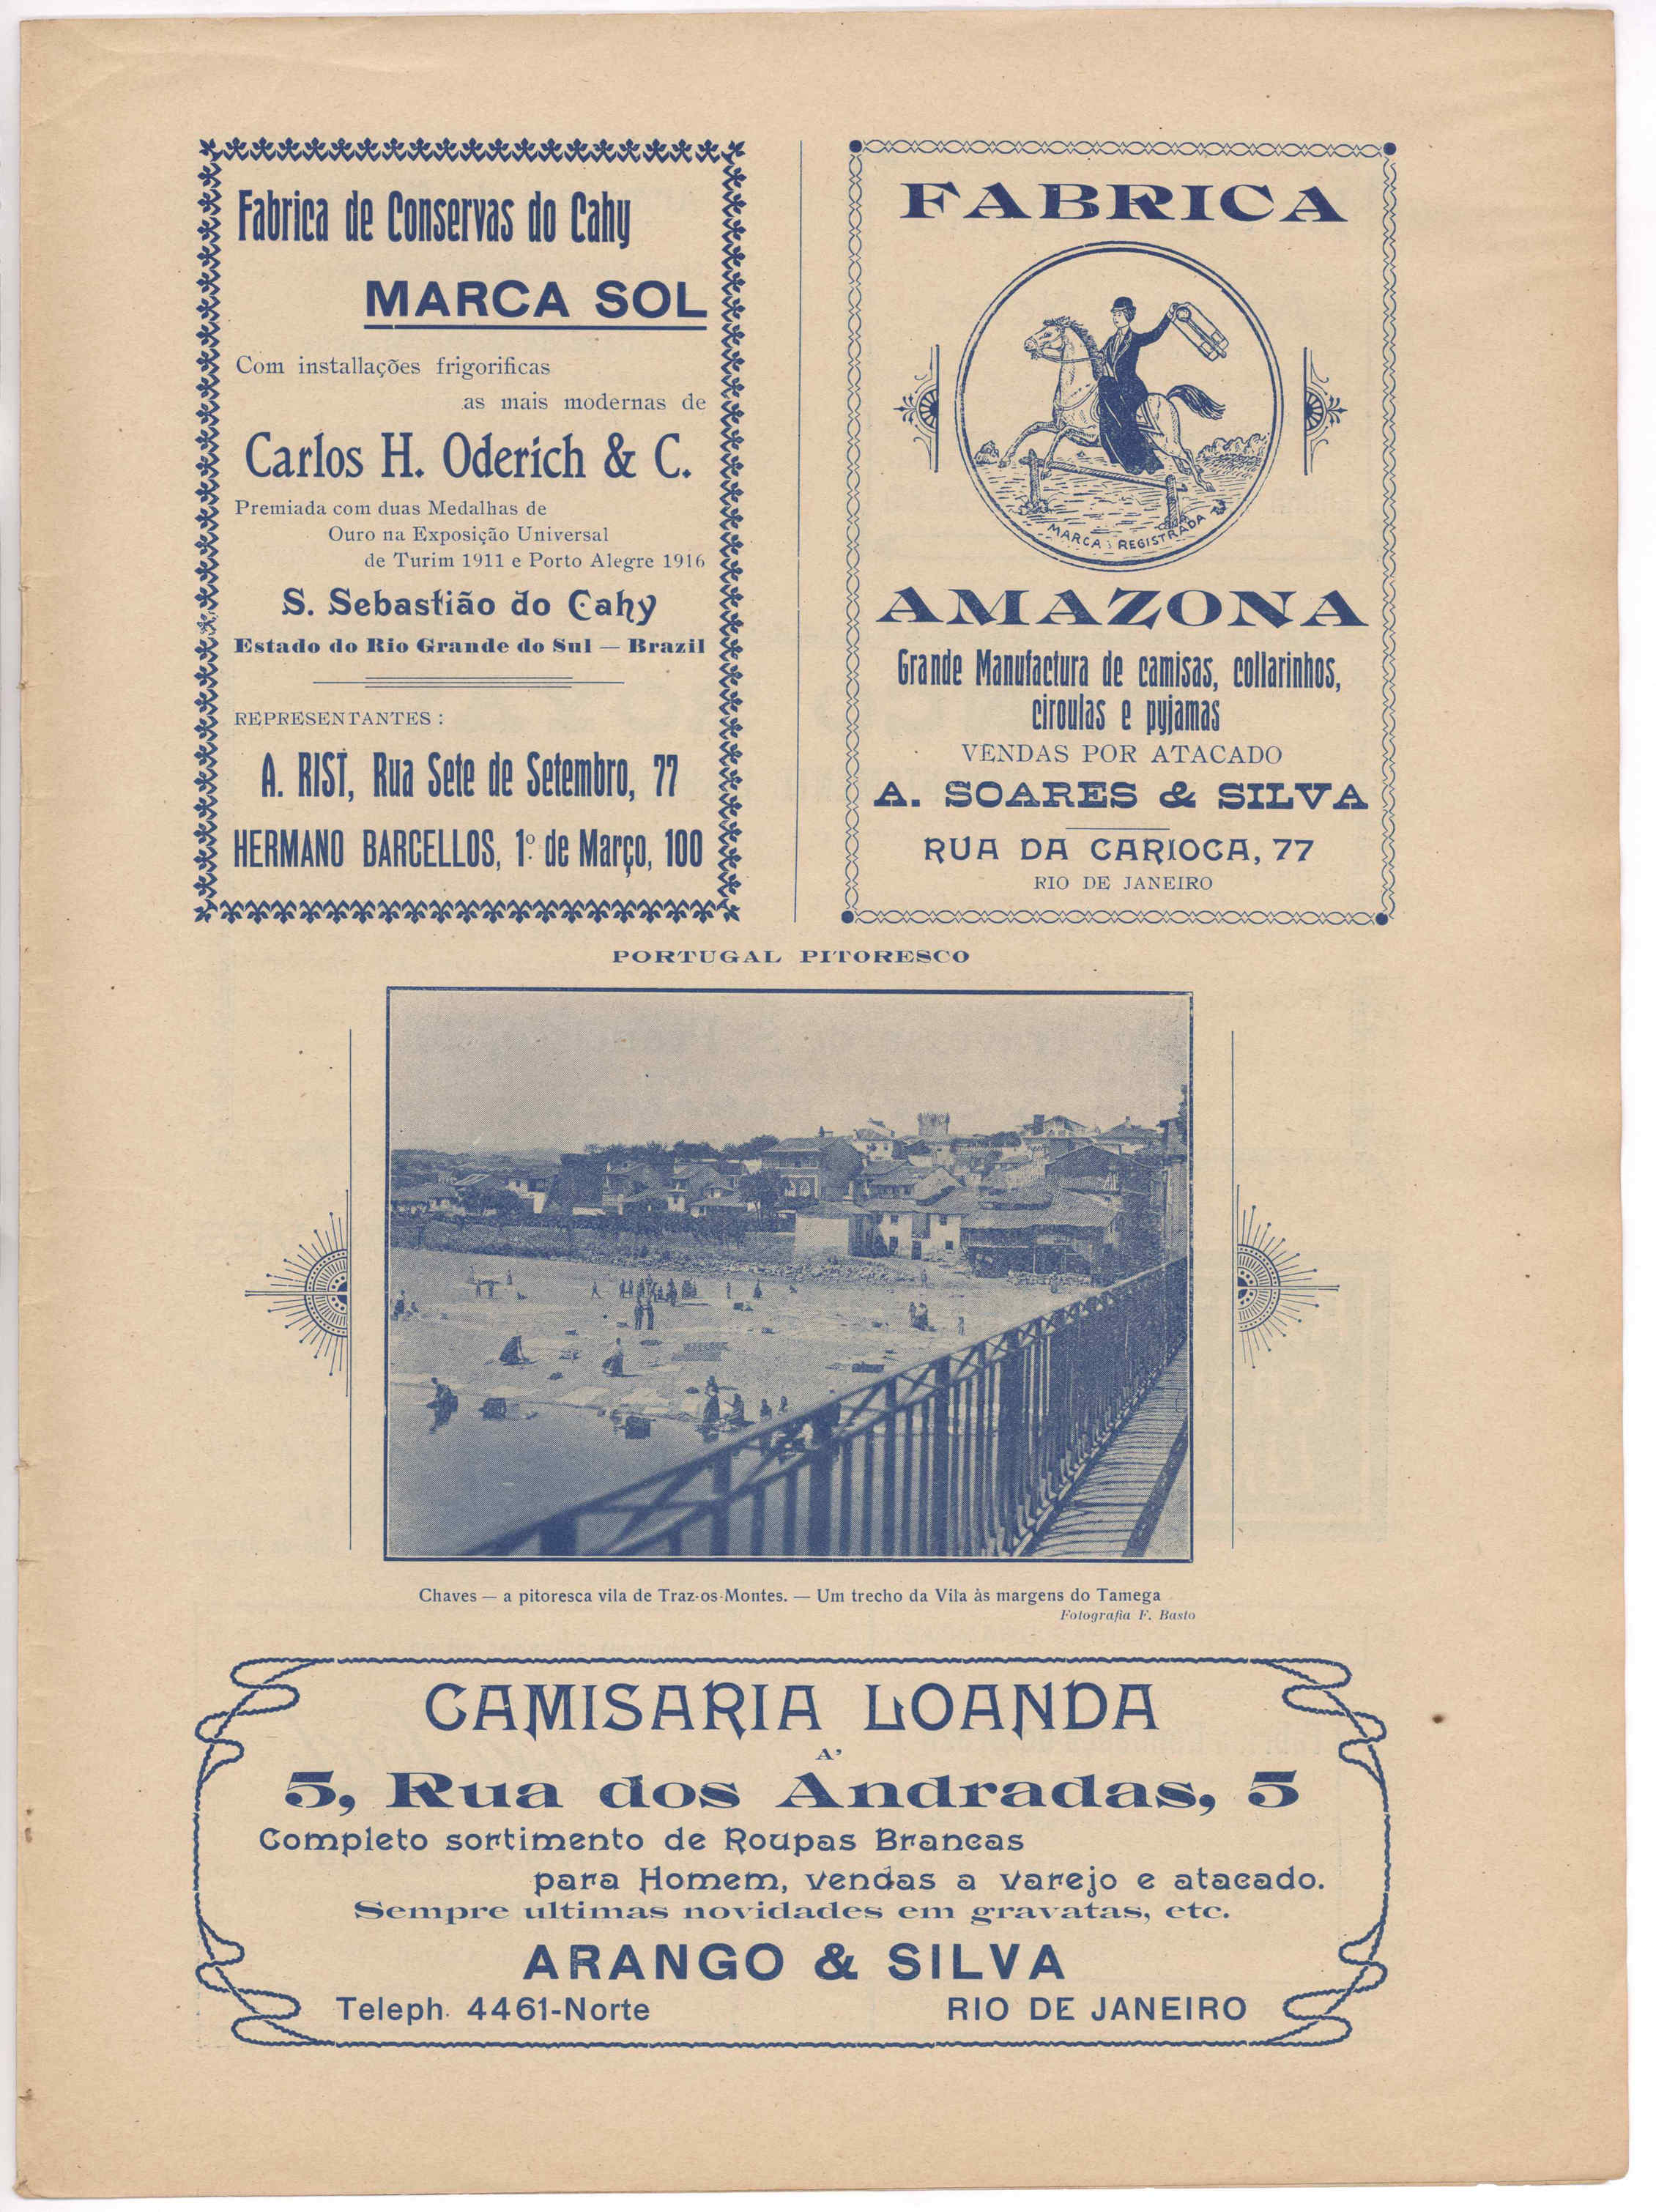 Fabrica de Conservas do Cahy
MARCA SOL
Com installações frigorificas
as mais modernas de
Carlos H. Oderich & C.
Premiada com duas Medalhas de
Ouro na Exposição Universal
de Turim 1911 e Porto Alegre 1916
S. Sebastião do Cahy
Estado do Rio Grande do Sul — Brazil
REPRESENTANTES :
A. RIST, Rua Sete de Setembro, 77
HERMANO BARCELLOS, 1º de Março, 100
FABRICA
MARCA REGISTRADA
AMAZONA
Grande Manufactura de camisas, collarinhos,
ciroulas e pyjamas
VENDAS POR ATACADO
A. SOARES & SILVA
RUA DA CARIOCA, 77
RIO DE JANEIRO
PORTUGAL PITORESCO
Chaves — a pitoresca vila de Traz-os-Montes. — Um trecho da Vila às margens do Tamega
Fotografia F. Basto
CAMISARIA LOANDA
A'
5, Rua dos Andradas, 5
Completo sortimento de Roupas Brancas
para Homem, vendas a varejo e atacado.
Sempre ultimas novidades em gravatas, etc.
ARANGO & SILVA
Teleph. 4461-Norte
RIO DE JANEIRO